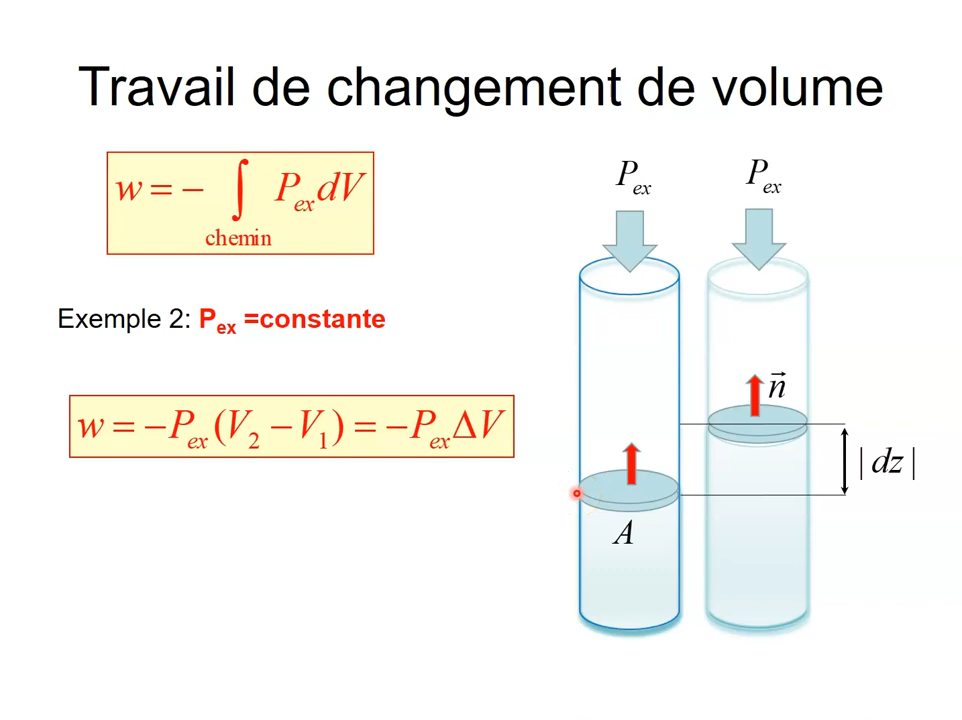 Travail de changement de volume
w = − ∫ P_ex dV
chemin
Exemple 2: P_ex =constante
w = −P_ex (V_2 − V_1) = −P_ex ΔV
P_ex
P_ex
n⃗
| dz |
A